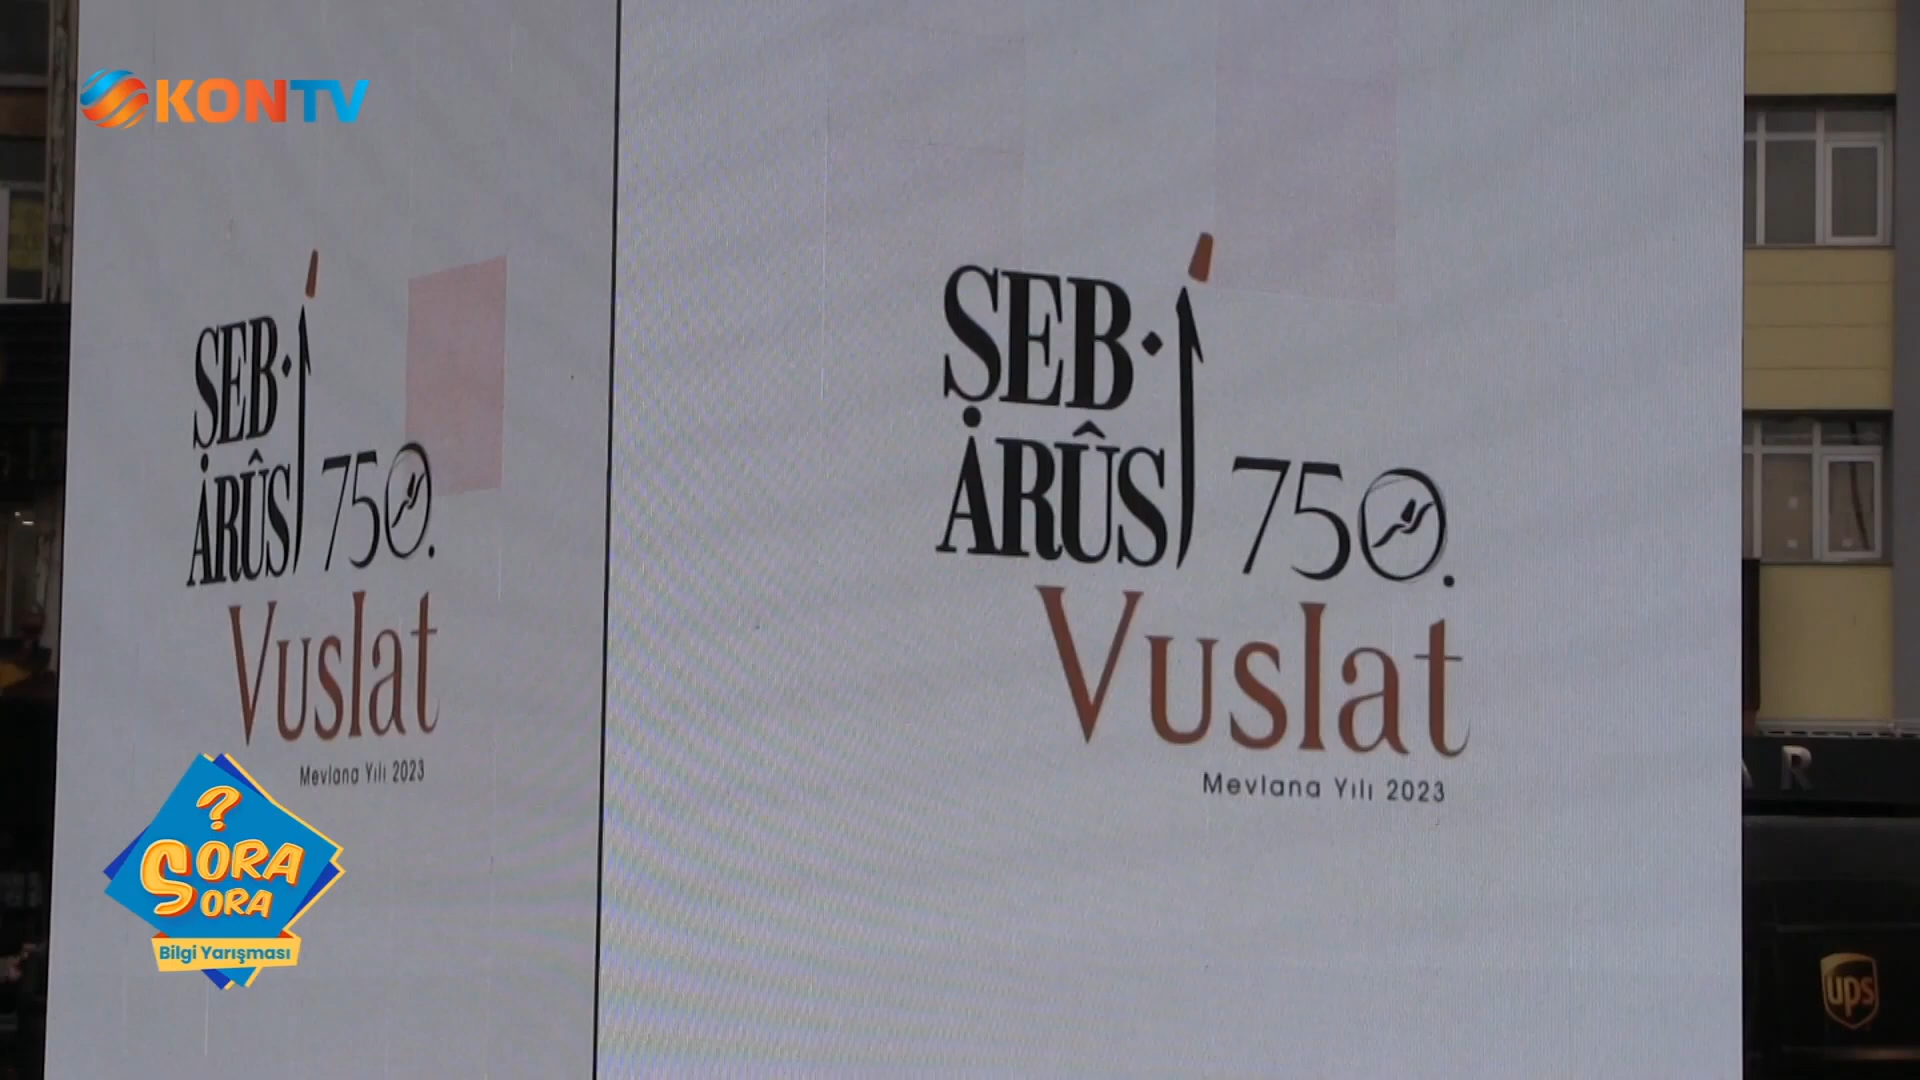 KONTV
ŞEB-İ
ARÛS
750.
Vuslat
Mevlana Yılı 2023
ŞEB-İ
ARÛS
750.
Vuslat
Mevlana Yılı 2023
?
SORA
SORA
Bilgi Yarışması
AR
ups